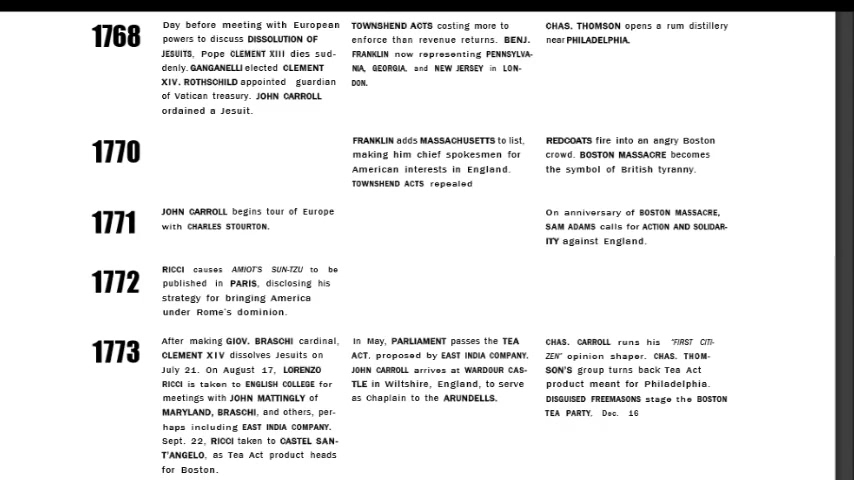 1768
Day before meeting with European
powers to discuss DISSOLUTION OF
JESUITS, Pope CLEMENT XIII dies sud-
denly. GANGANELLI elected CLEMENT
XIV. ROTHSCHILD appointed guardian
of Vatican treasury. JOHN CARROLL
ordained a Jesuit.
TOWNSHEND ACTS costing more to
enforce than revenue returns. BENJ.
FRANKLIN now representing PENNSYLVA-
NIA, GEORGIA, and NEW JERSEY in LON-
DON.
CHAS. THOMSON opens a rum distillery
near PHILADELPHIA.
1770
FRANKLIN adds MASSACHUSETTS to list,
making him chief spokesmen for
American interests in England.
TOWNSHEND ACTS repealed
REDCOATS fire into an angry Boston
crowd. BOSTON MASSACRE becomes
the symbol of British tyranny.
1771
JOHN CARROLL begins tour of Europe
with CHARLES STOURTON.
On anniversary of BOSTON MASSACRE,
SAM ADAMS calls for ACTION AND SOLIDAR-
ITY against England.
1772
RICCI causes AMIOT'S SUN-TZU to be
published in PARIS, disclosing his
strategy for bringing America
under Rome's dominion.
1773
After making GIOV. BRASCHI cardinal,
CLEMENT XIV dissolves Jesuits on
July 21. On August 17, LORENZO
RICCI is taken to ENGLISH COLLEGE for
meetings with JOHN MATTINGLY of
MARYLAND, BRASCHI, and others, per-
haps including EAST INDIA COMPANY.
Sept. 22, RICCI taken to CASTEL SAN-
T'ANGELO, as Tea Act product heads
for Boston.
In May, PARLIAMENT passes the TEA
ACT, proposed by EAST INDIA COMPANY.
JOHN CARROLL arrives at WARDOUR CAS-
TLE in Wiltshire, England, to serve
as Chaplain to the ARUNDELLS.
CHAS. CARROLL runs his "FIRST CITI-
ZEN" opinion shaper. CHAS. THOM-
SON'S group turns back Tea Act
product meant for Philadelphia.
DISGUISED FREEMASONS stage the BOSTON
TEA PARTY, Dec. 16